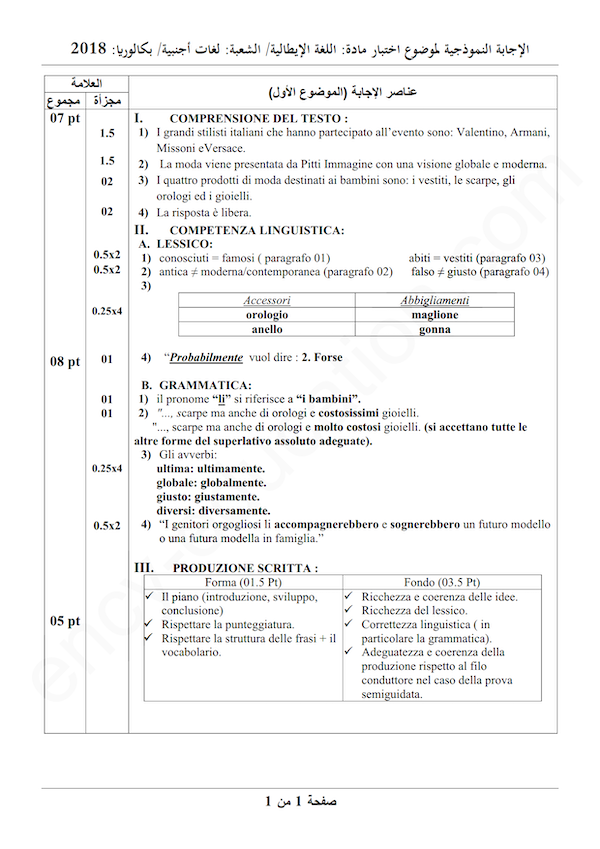 الإجابة النموذجية لموضوع اختبار مادة: اللغة الإيطالية/ الشعبة: لغات أجنبية/ بكالوريا: 2018
العلامة
عناصر الإجابة (الموضوع الأول)
مجموع مجزأة
07 pt
I. COMPRENSIONE DEL TESTO :
1.5 1) I grandi stilisti italiani che hanno partecipato all'evento sono: Valentino, Armani,
Missoni eVersace.
1.5 2) La moda viene presentata da Pitti Immagine con una visione globale e moderna.
02 3) I quattro prodotti di moda destinati ai bambini sono: i vestiti, le scarpe, gli
orologi ed i gioielli.
02 4) La risposta è libera.
II. COMPETENZA LINGUISTICA:
A. LESSICO:
0.5x2 1) conosciuti = famosi ( paragrafo 01) abiti = vestiti (paragrafo 03)
0.5x2 2) antica ≠ moderna/contemporanea (paragrafo 02) falso ≠ giusto (paragrafo 04)
3)
Accessori Abbigliamenti
0.25x4 orologio maglione
anello gonna
08 pt 01 4) “Probabilmente vuol dire : 2. Forse
B. GRAMMATICA:
01 1) il pronome “li” si riferisce a “i bambini”.
01 2) "..., scarpe ma anche di orologi e costosissimi gioielli.
"..., scarpe ma anche di orologi e molto costosi gioielli. (si accettano tutte le
altre forme del superlativo assoluto adeguate).
3) Gli avverbi:
0.25x4 ultima: ultimamente.
globale: globalmente.
giusto: giustamente.
diversi: diversamente.
0.5x2 4) “I genitori orgogliosi li accompagnerebbero e sognerebbero un futuro modello
o una futura modella in famiglia.”
III. PRODUZIONE SCRITTA :
Forma (01.5 Pt) Fondo (03.5 Pt)
✓ Il piano (introduzione, sviluppo, ✓ Ricchezza e coerenza delle idee.
conclusione) ✓ Ricchezza del lessico.
05 pt ✓ Rispettare la punteggiatura. ✓ Correttezza linguistica ( in
✓ Rispettare la struttura delle frasi + il particolare la grammatica).
vocabolario. ✓ Adeguatezza e coerenza della
produzione rispetto al filo
conduttore nel caso della prova
semiguidata.
صفحة 1 من 1